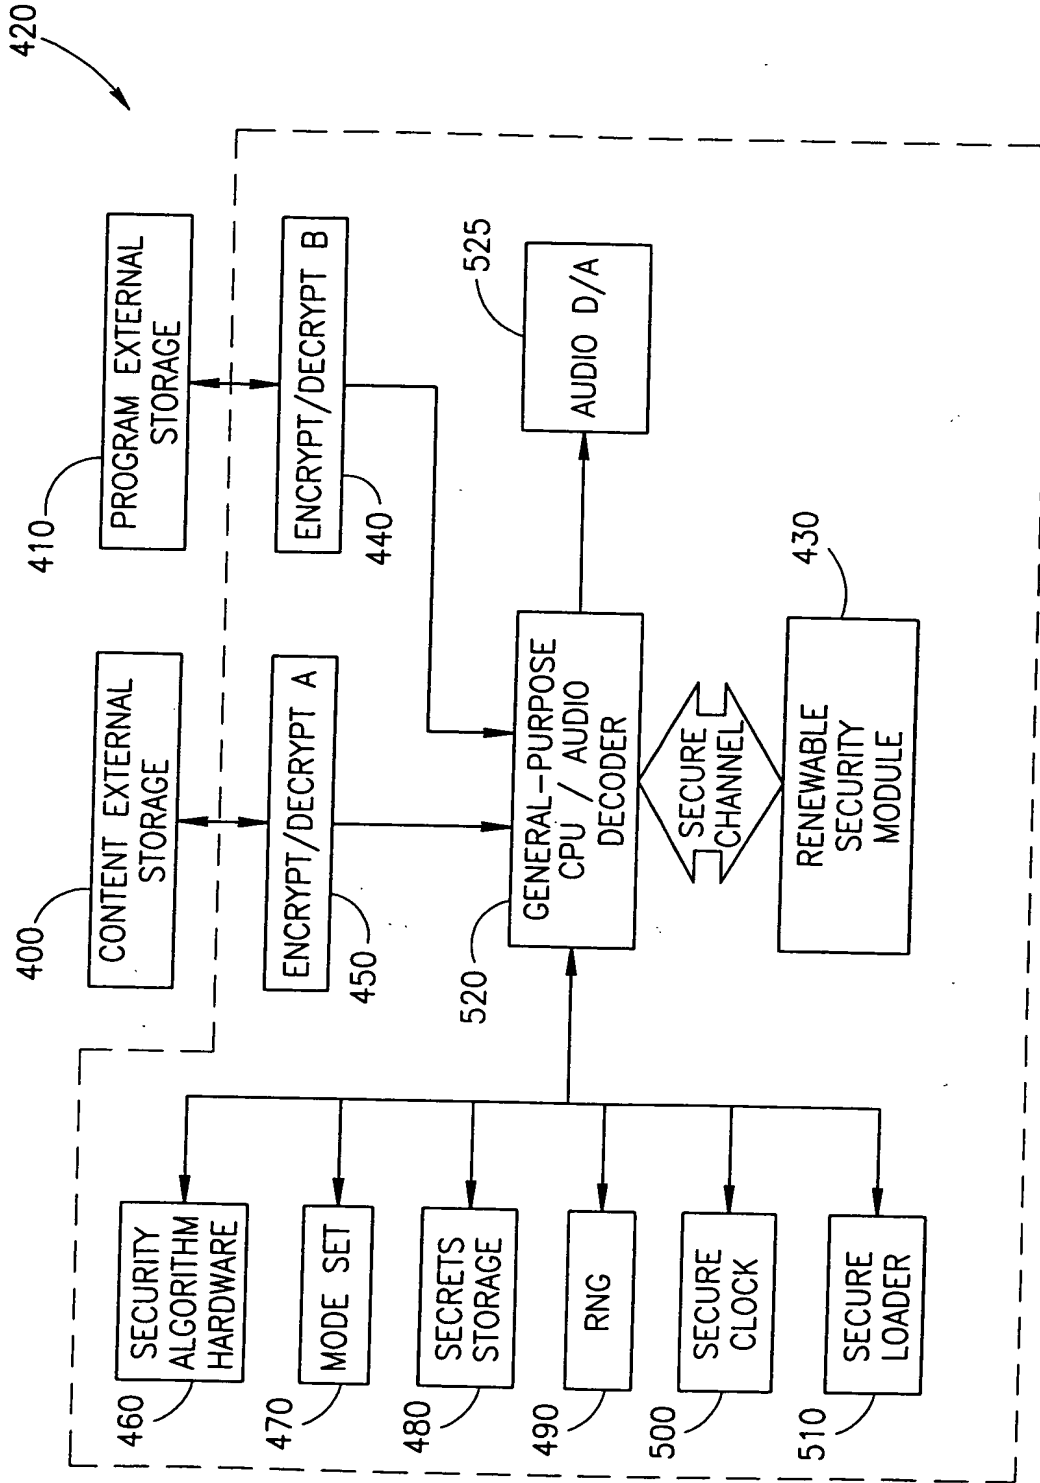 420
410
PROGRAM EXTERNAL
STORAGE
400
CONTENT EXTERNAL
STORAGE
ENCRYPT/DECRYPT B
440
ENCRYPT/DECRYPT A
450
525
AUDIO D/A
520
GENERAL-PURPOSE
CPU / AUDIO
DECODER
SECURE
CHANNEL
430
RENEWABLE
SECURITY
MODULE
460
SECURITY
ALGORITHM
HARDWARE
470
MODE SET
480
SECRETS
STORAGE
490
RNG
500
SECURE
CLOCK
510
SECURE
LOADER